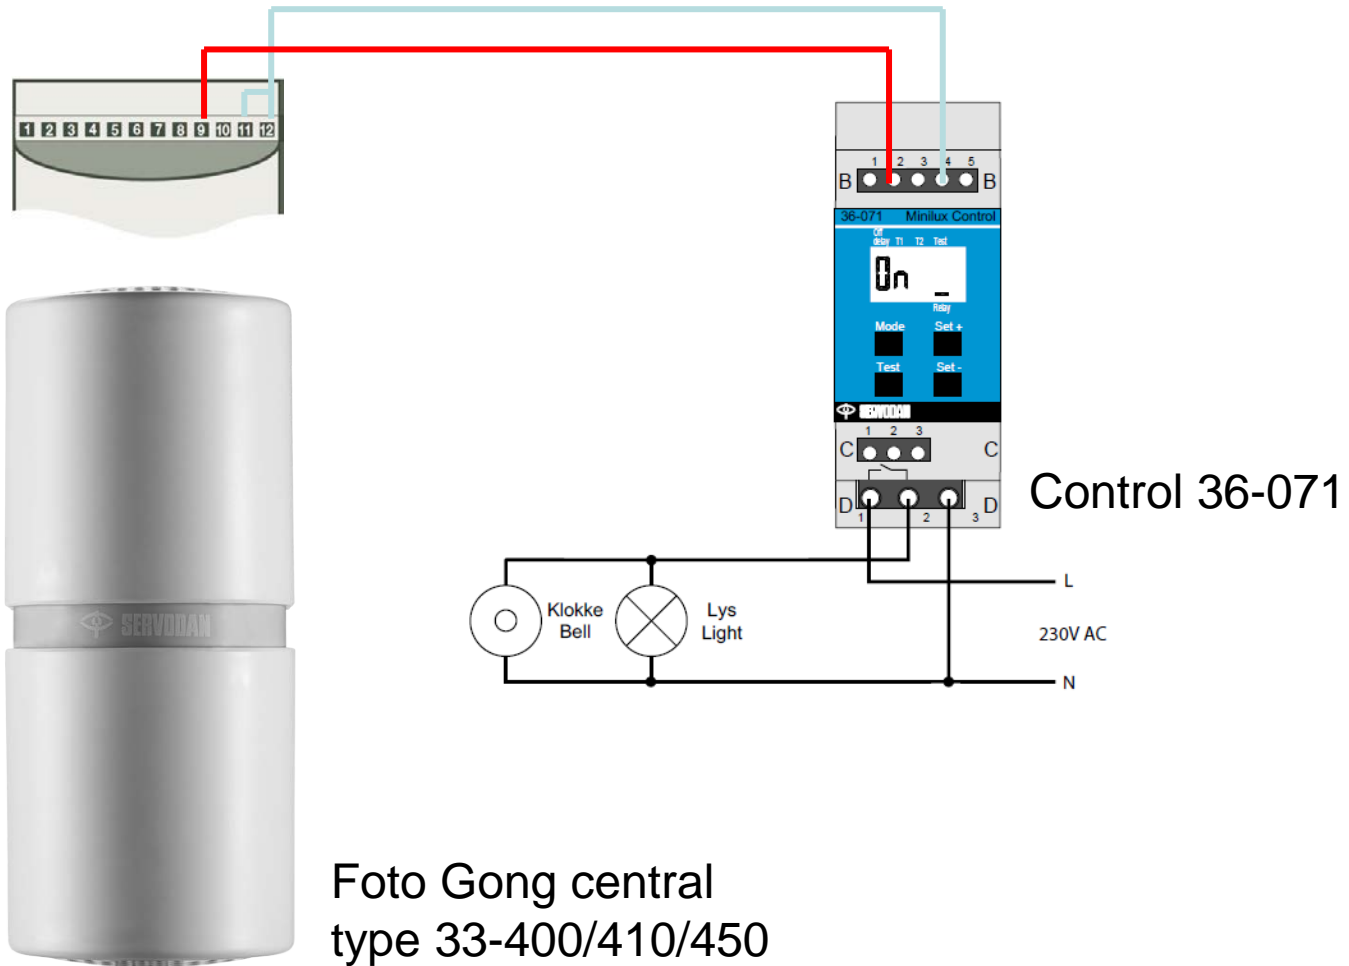 1 2 3 4 5 6 7 8 9 10 11 12
1 2 3 4 5
B B
36-071 Minilux Control
Off
delay T1 T2 Test
On _
Relay
Mode Set +
Test Set -
SERVODAN
1 2 3
C C
Control 36-071
D D
1 2 3
L
Klokke
Bell
Lys
Light
230V AC
N
SERVODAN
Foto Gong central
type 33-400/410/450